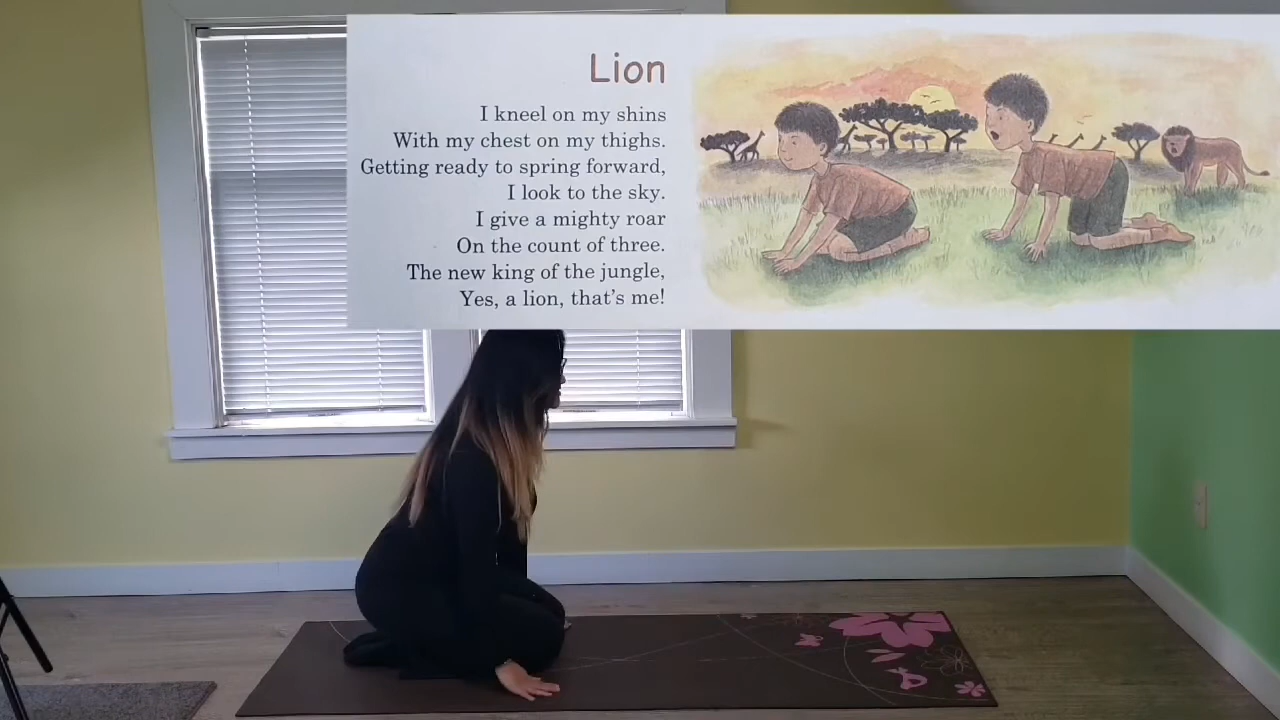 Lion
I kneel on my shins
With my chest on my thighs.
Getting ready to spring forward,
I look to the sky.
I give a mighty roar
On the count of three.
The new king of the jungle,
Yes, a lion, that's me!